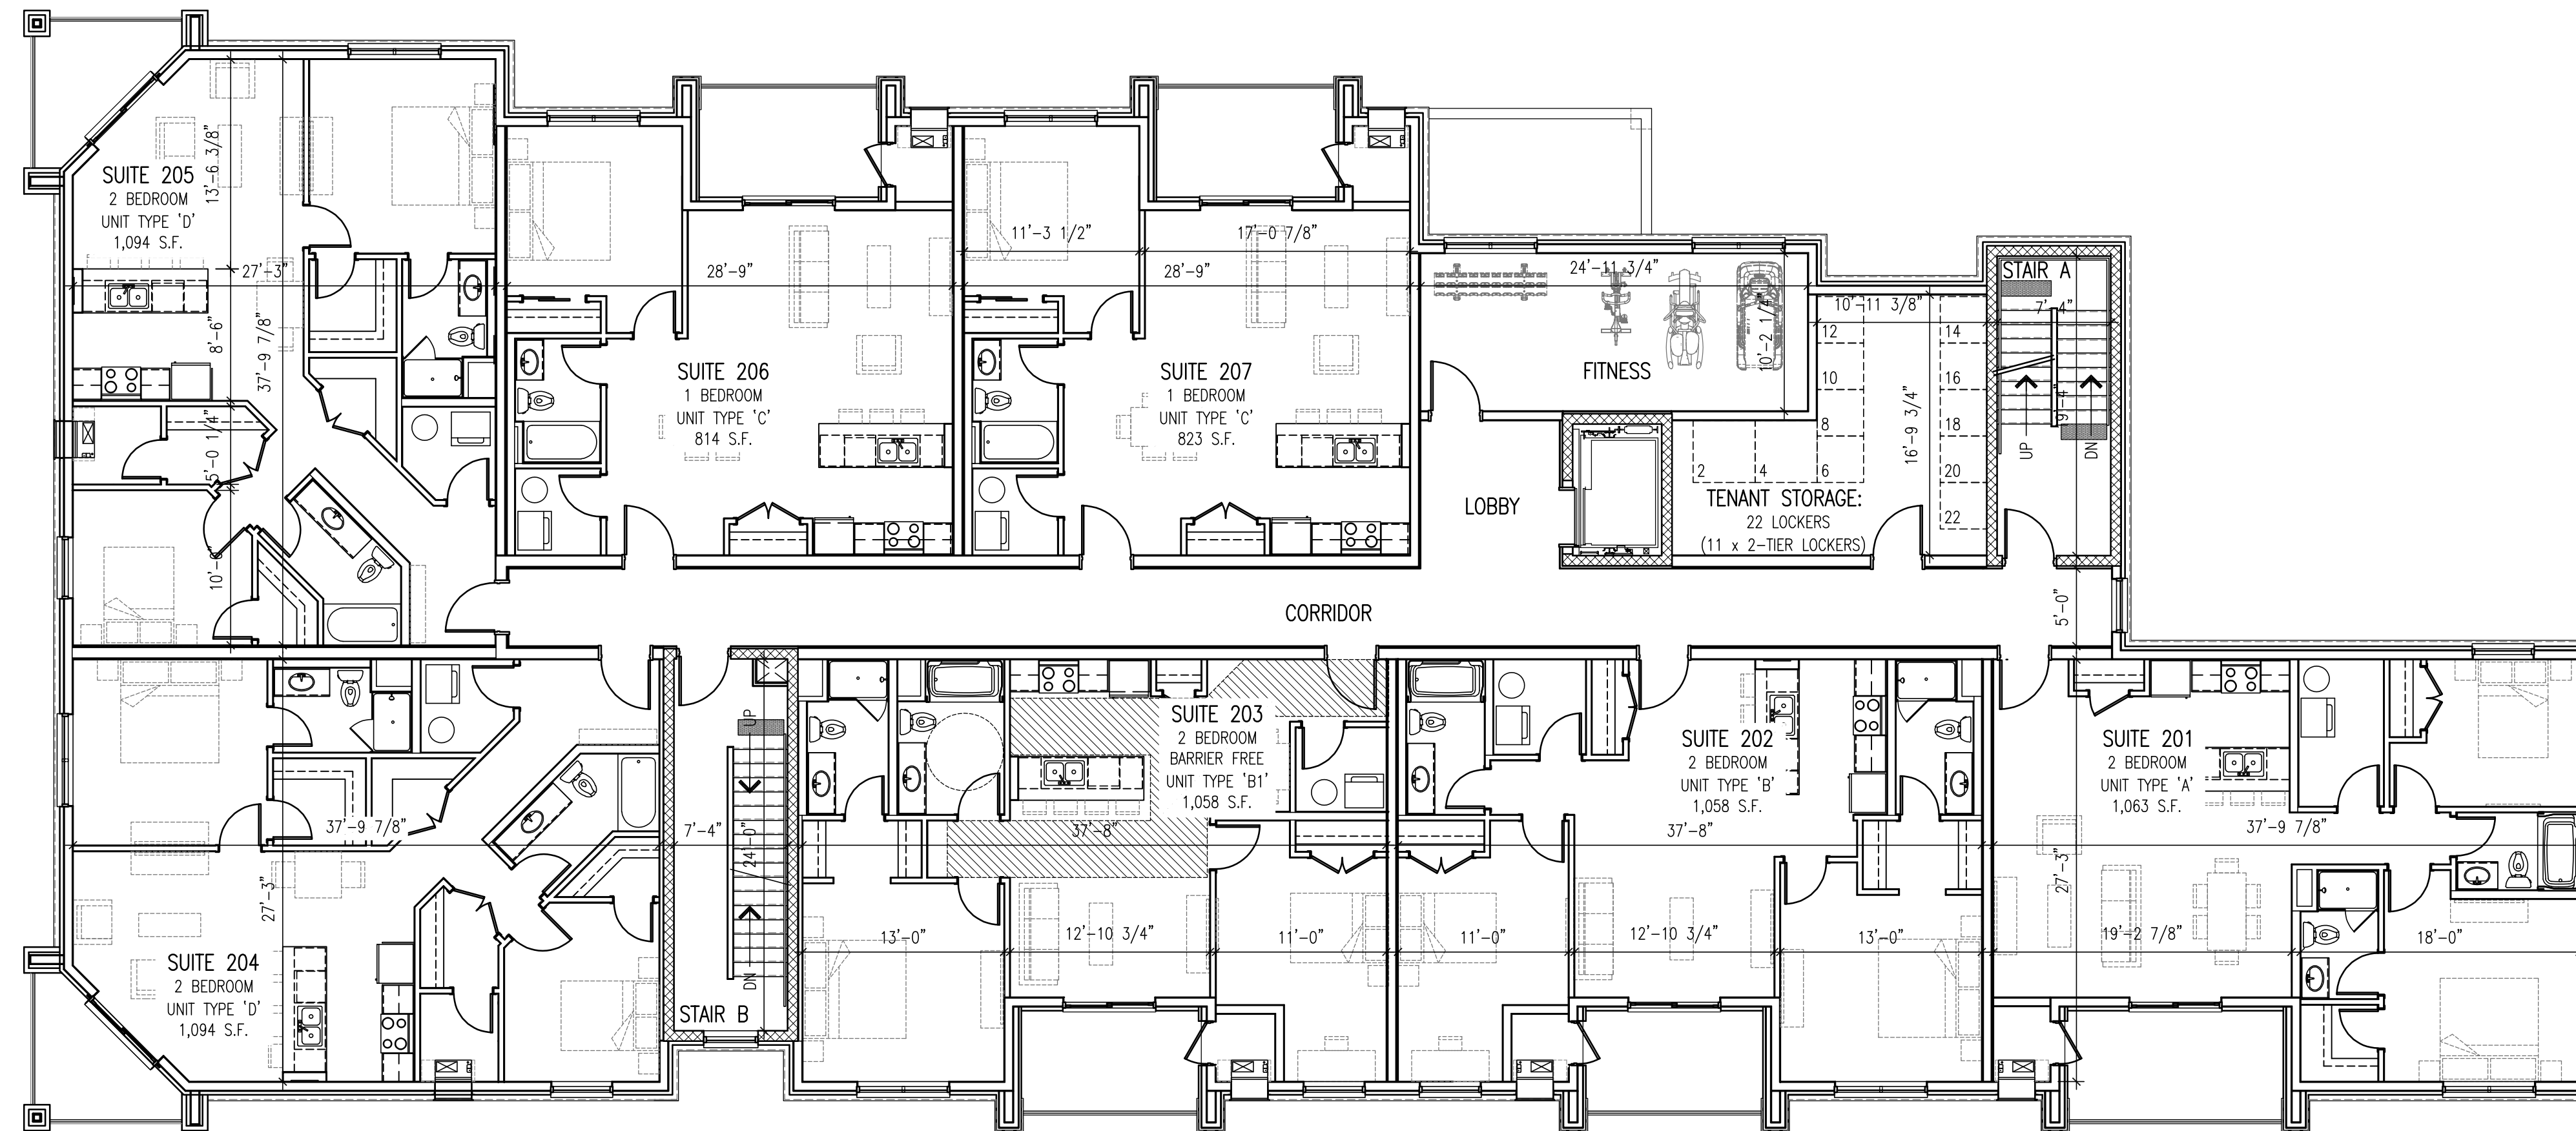 SUITE 205
2 BEDROOM
UNIT TYPE 'D'
1,094 S.F.
13'-6 3/8"
27'-3"
8'-6"
37'-9 7/8"
5'-0 1/4"
10'-0"
28'-9"
SUITE 206
1 BEDROOM
UNIT TYPE 'C'
814 S.F.
11'-3 1/2"
17'-0 7/8"
28'-9"
SUITE 207
1 BEDROOM
UNIT TYPE 'C'
823 S.F.
24'-11 3/4"
10'-2 1/4"
FITNESS
LOBBY
10'-11 3/8"
12
10
8
2
4
6
14
16
18
20
22
16'-9 3/4"
TENANT STORAGE:
22 LOCKERS
(11 x 2-TIER LOCKERS)
STAIR A
7'-4"
19'-4"
UP
DN
CORRIDOR
5'-0"
37'-9 7/8"
27'-3"
SUITE 204
2 BEDROOM
UNIT TYPE 'D'
1,094 S.F.
UP
7'-4"
24'-0"
DN
STAIR B
SUITE 203
2 BEDROOM
BARRIER FREE
UNIT TYPE 'B1'
1,058 S.F.
37'-8"
13'-0"
12'-10 3/4"
11'-0"
SUITE 202
2 BEDROOM
UNIT TYPE 'B'
1,058 S.F.
37'-8"
11'-0"
12'-10 3/4"
13'-0"
SUITE 201
2 BEDROOM
UNIT TYPE 'A'
1,063 S.F.
37'-9 7/8"
27'-3"
19'-2 7/8"
18'-0"